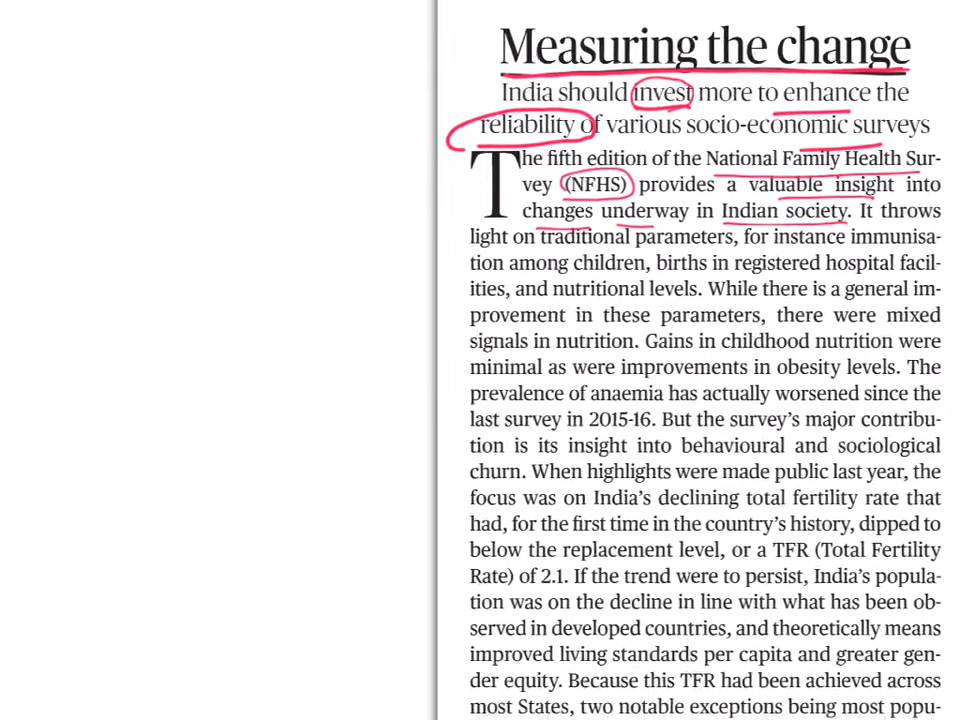 Measuring the change
India should invest more to enhance the
reliability of various socio-economic surveys
The fifth edition of the National Family Health Sur-
vey (NFHS) provides a valuable insight into
changes underway in Indian society. It throws
light on traditional parameters, for instance immunisa-
tion among children, births in registered hospital facil-
ities, and nutritional levels. While there is a general im-
provement in these parameters, there were mixed
signals in nutrition. Gains in childhood nutrition were
minimal as were improvements in obesity levels. The
prevalence of anaemia has actually worsened since the
last survey in 2015-16. But the survey's major contribu-
tion is its insight into behavioural and sociological
churn. When highlights were made public last year, the
focus was on India's declining total fertility rate that
had, for the first time in the country's history, dipped to
below the replacement level, or a TFR (Total Fertility
Rate) of 2.1. If the trend were to persist, India's popula-
tion was on the decline in line with what has been ob-
served in developed countries, and theoretically means
improved living standards per capita and greater gen-
der equity. Because this TFR had been achieved across
most States, two notable exceptions being most popu-